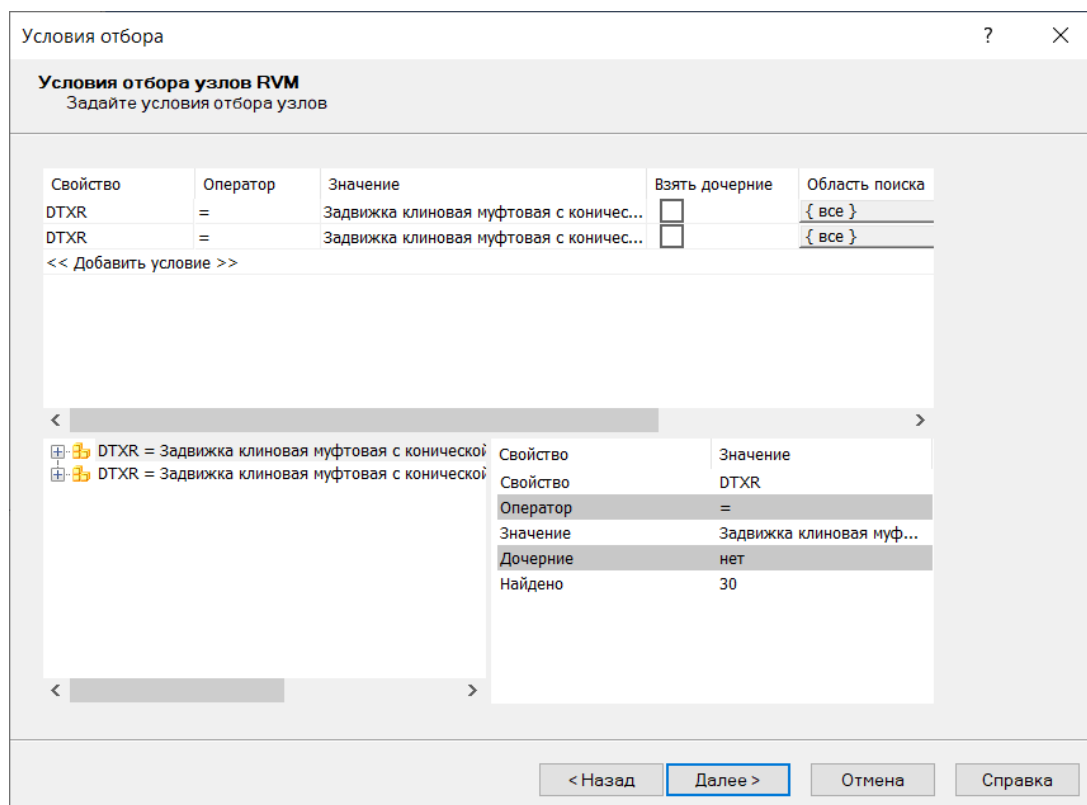 Условия отбора ?
Условия отбора узлов RVM
Задайте условия отбора узлов
Свойство Оператор Значение Взять дочерние Область поиска
DTXR = Задвижка клиновая муфтовая с коничес... { все }
DTXR = Задвижка клиновая муфтовая с коничес... { все }
<< Добавить условие >>
DTXR = Задвижка клиновая муфтовая с конической
DTXR = Задвижка клиновая муфтовая с конической
Свойство Значение
Свойство DTXR
Оператор =
Значение Задвижка клиновая муф...
Дочерние нет
Найдено 30
< Назад Далее > Отмена Справка